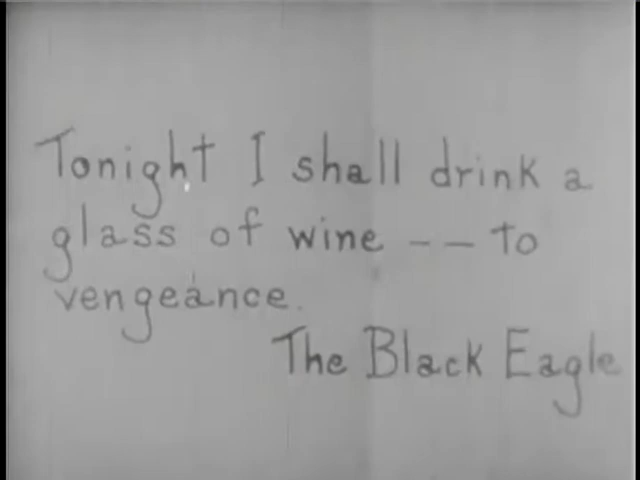 Tonight I shall drink a
glass of wine -- to
vengeance.
The Black Eagle